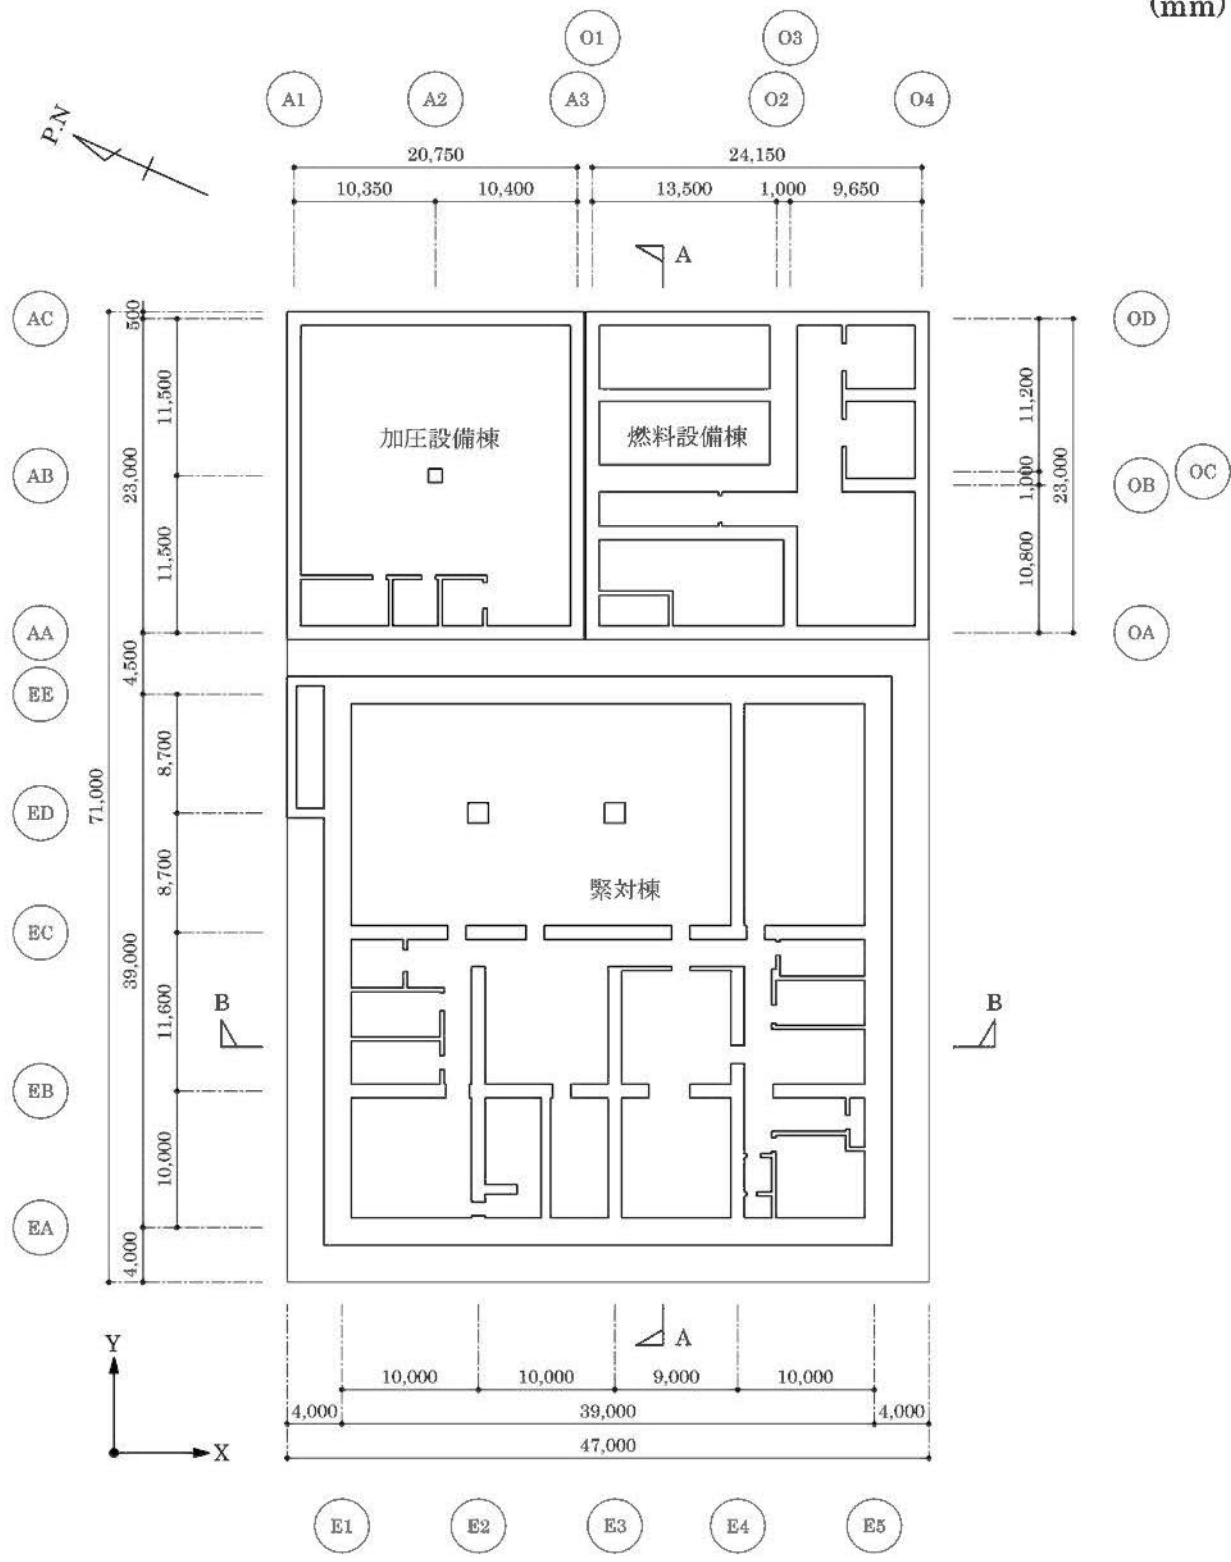 (mm)
O1 O3
A1 A2 A3 O2 O4
P.N
20,750 24,150
10,350 10,400 13,500 1,000 9,650
A
AC 500 OD
11,500 11,200
加圧設備棟 燃料設備棟
AB 23,000 1,000 23,000 OB OC
11,500 10,800
AA OA
4,500
EE
8,700
71,000
ED
8,700
緊対棟
EC
39,000
11,600
B B
EB
10,000
EA
4,000
Y
A
10,000 10,000 9,000 10,000
4,000 39,000 4,000
X 47,000
E1 E2 E3 E4 E5